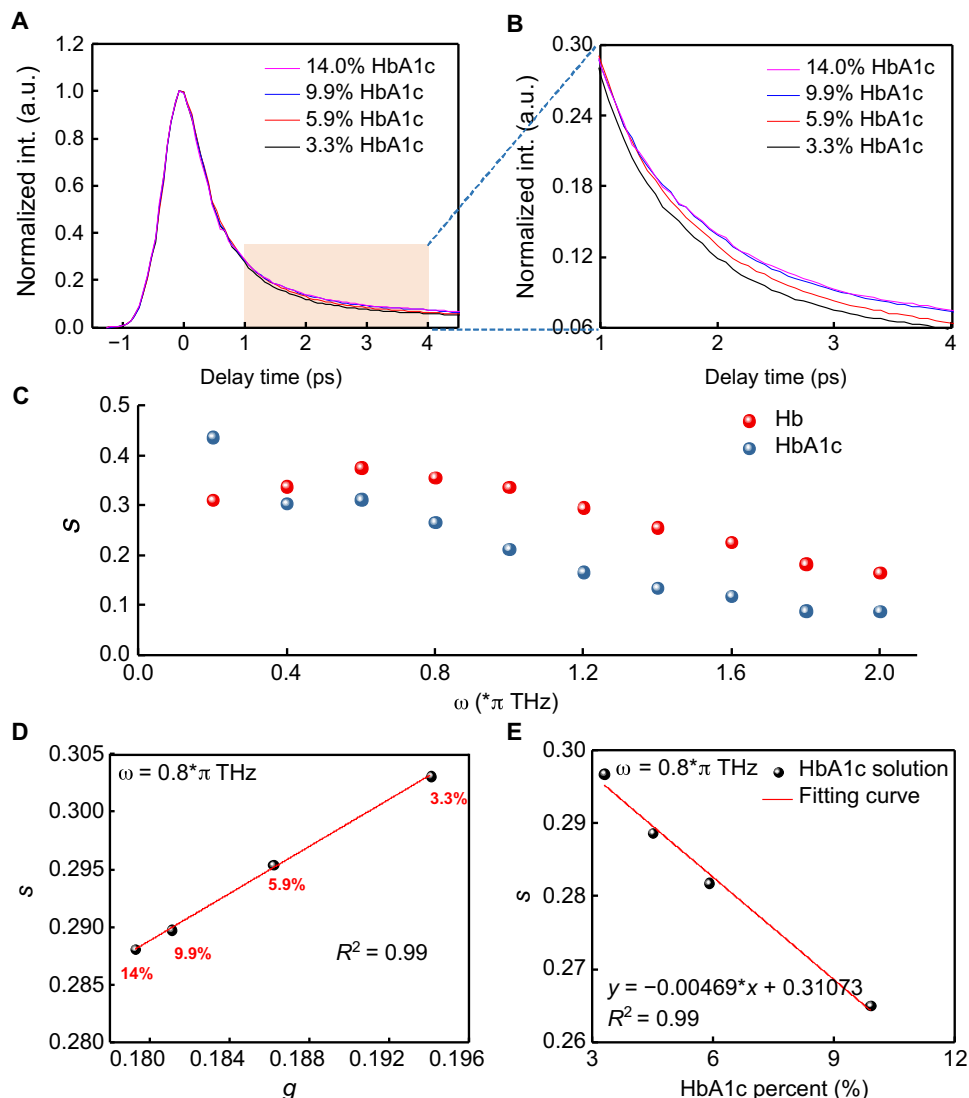 A
1.2
1.0
0.8
0.6
0.4
0.2
0.0
Normalized int. (a.u.)
14.0% HbA1c
9.9% HbA1c
5.9% HbA1c
3.3% HbA1c
−1 0 1 2 3 4
Delay time (ps)
B
0.30
0.24
0.18
0.12
0.06
Normalized int. (a.u.)
14.0% HbA1c
9.9% HbA1c
5.9% HbA1c
3.3% HbA1c
1 2 3 4
Delay time (ps)
C
0.5
0.4
0.3
0.2
0.1
0.0
s
Hb
HbA1c
0.0 0.4 0.8 1.2 1.6 2.0
ω (*π THz)
D
0.305
0.300
0.295
0.290
0.285
0.280
s
ω = 0.8*π THz
3.3%
5.9%
9.9%
14%
R² = 0.99
0.180 0.184 0.188 0.192 0.196
g
E
0.30
0.29
0.28
0.27
0.26
s
ω = 0.8*π THz
HbA1c solution
Fitting curve
y = −0.00469*x + 0.31073
R² = 0.99
3 6 9 12
HbA1c percent (%)